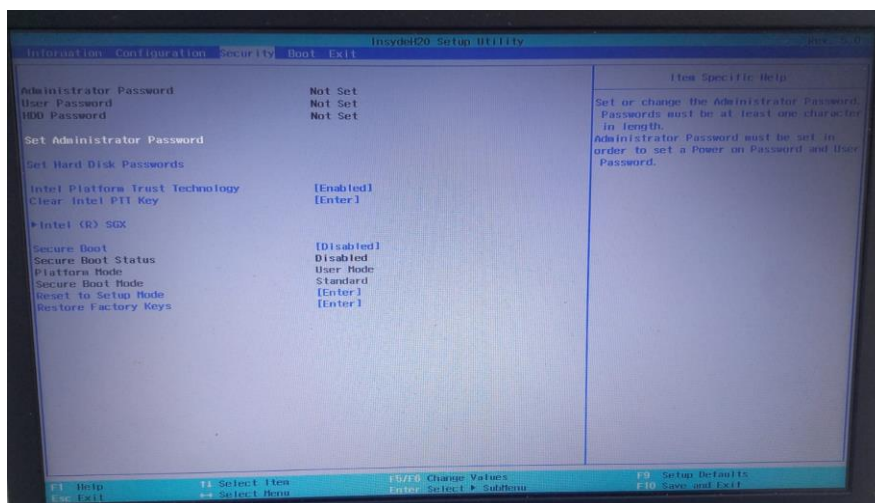 InsydeH20 Setup Utility
Rev. 5.0
Information Configuration Security Boot Exit
Item Specific Help
Administrator Password Not Set
User Password Not Set
HDD Password Not Set
Set Administrator Password
Set Hard Disk Passwords
Intel Platform Trust Technology [Enabled]
Clear Intel PTT Key [Enter]
▶Intel (R) SGX
Secure Boot [Disabled]
Secure Boot Status Disabled
Platform Mode User Mode
Secure Boot Mode Standard
Reset to Setup Mode [Enter]
Restore Factory Keys [Enter]
Set or change the Administrator Password.
Passwords must be at least one character
in length.
Administrator Password must be set in
order to set a Power on Password and User
Password.
F1 Help ↑↓ Select Item F5/F6 Change Values F9 Setup Defaults
Esc Exit ↔ Select Menu Enter Select ▶ SubMenu F10 Save and Exit